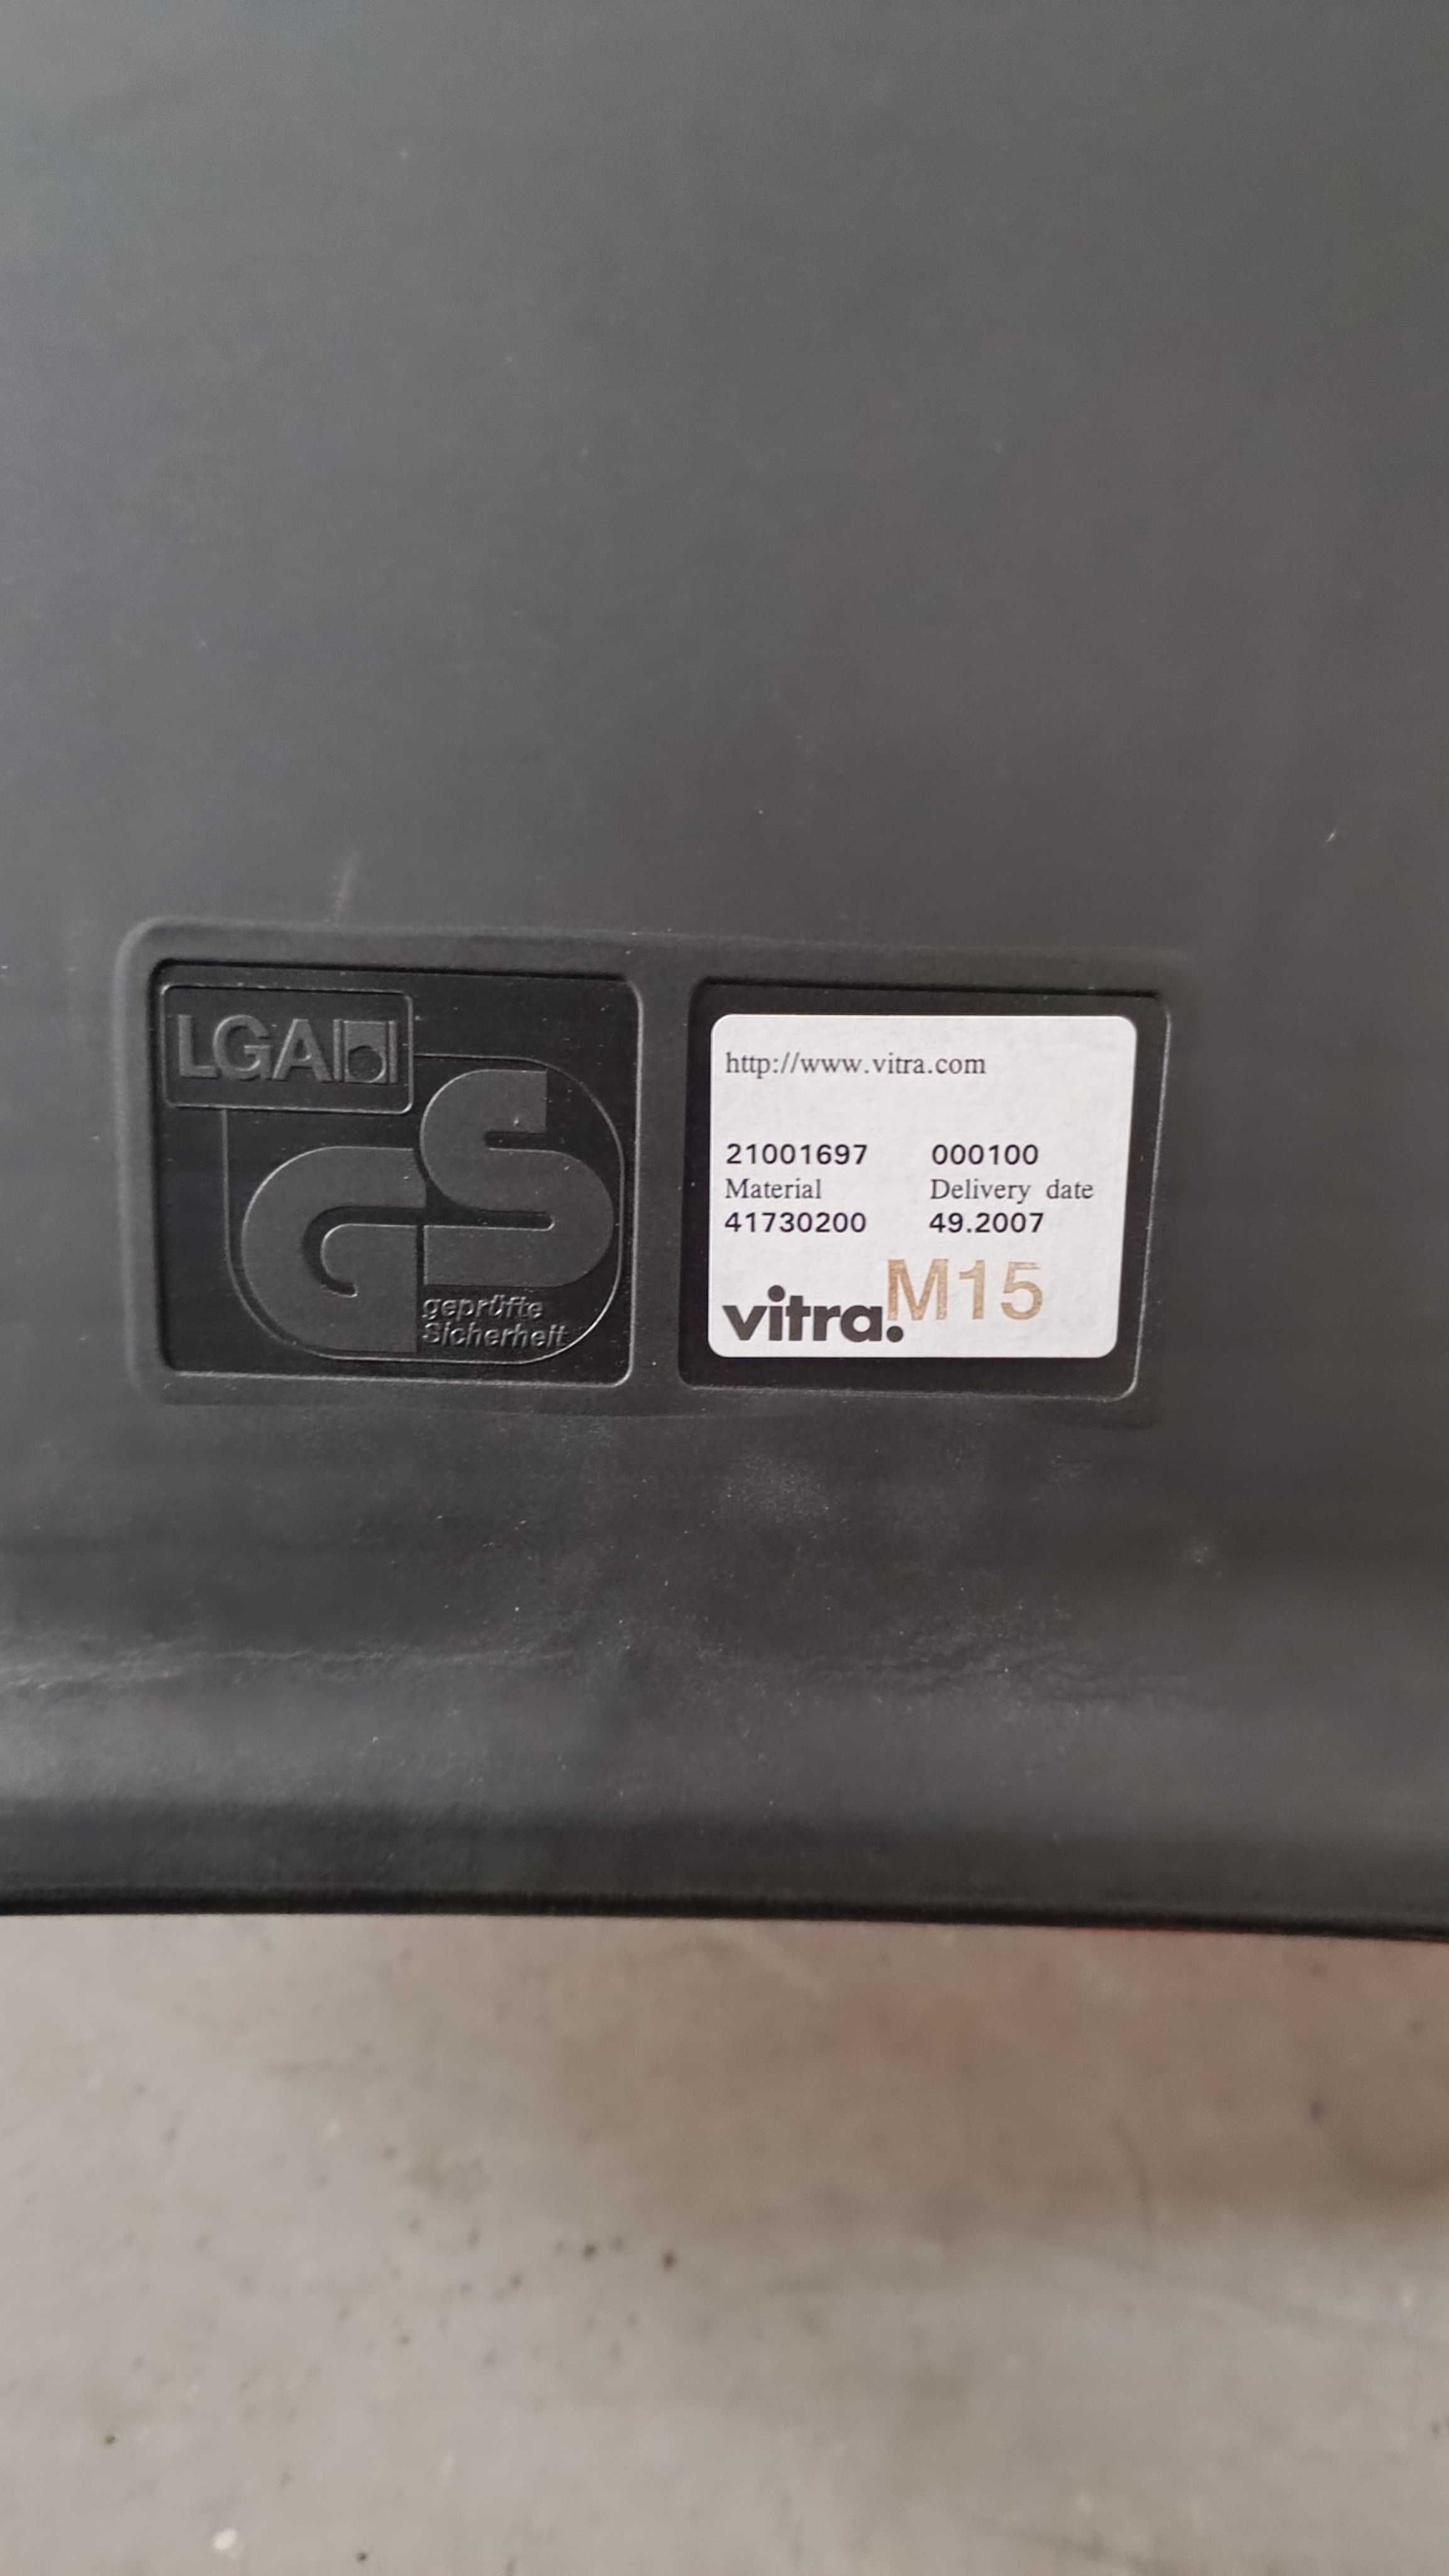 LGA
GS
geprüfte
Sicherheit
http://www.vitra.com
21001697 000100
Material Delivery date
41730200 49.2007
vitra. M15